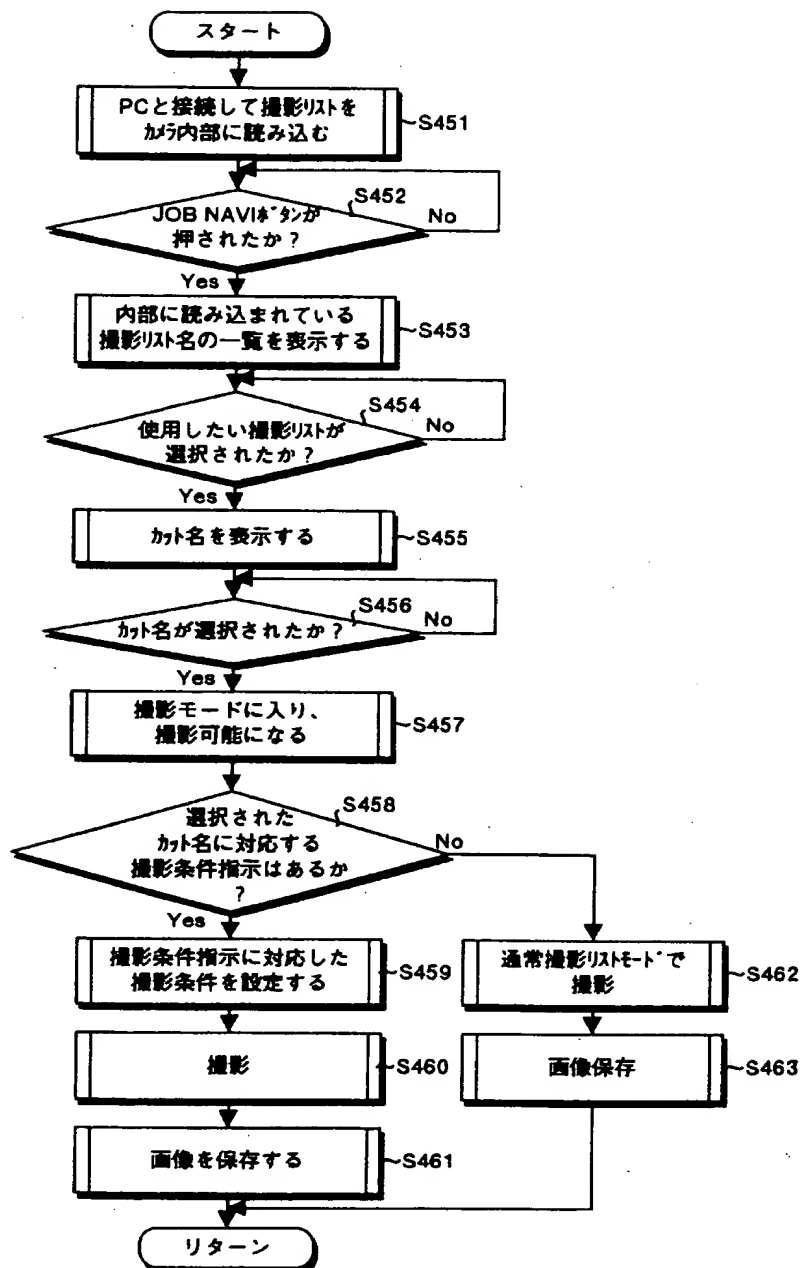 スタート
PCと接続して撮影リストを
カメラ内部に読み込む
S451
S452
JOB NAVIボタンが
押されたか？
No
Yes
内部に読み込まれている
撮影リスト名の一覧を表示する
S453
S454
使用したい撮影リストが
選択されたか？
No
Yes
カット名を表示する
S455
S456
カット名が選択されたか？
No
Yes
撮影モードに入り、
撮影可能になる
S457
S458
選択された
カット名に対応する
撮影条件指示はあるか
？
No
Yes
撮影条件指示に対応した
撮影条件を設定する
S459
通常撮影リストモードで
撮影
S462
撮影
S460
画像保存
S463
画像を保存する
S461
リターン